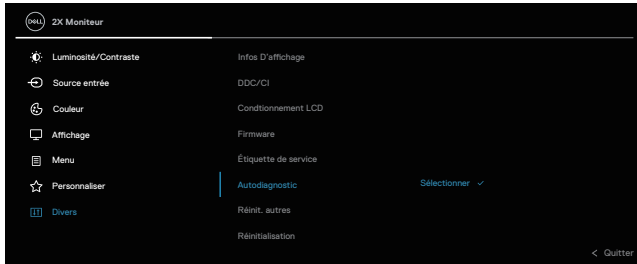 DELL 2X Moniteur
Luminosité/Contraste
Source entrée
Couleur
Affichage
Menu
Personnaliser
Divers
Infos D'affichage
DDC/CI
Condtionnement LCD
Firmware
Étiquette de service
Autodiagnostic Sélectionner
Réinit. autres
Réinitialisation
Quitter